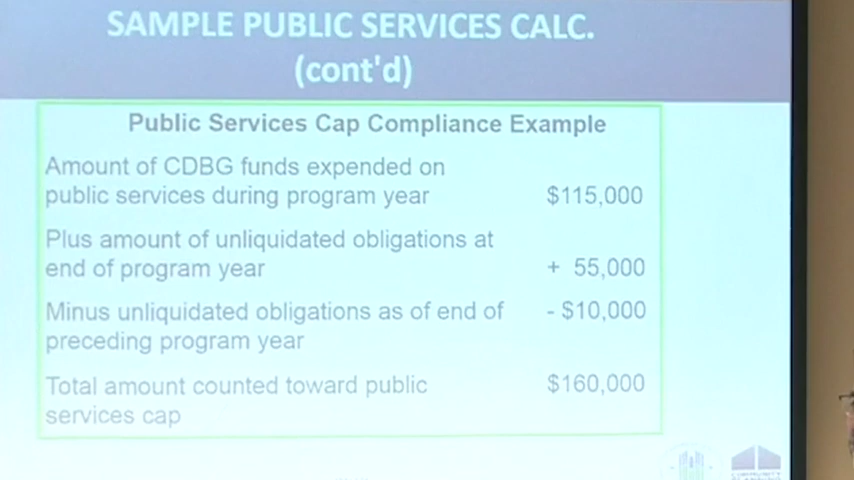 SAMPLE PUBLIC SERVICES CALC.
(cont'd)
Public Services Cap Compliance Example
Amount of CDBG funds expended on
public services during program year $115,000
Plus amount of unliquidated obligations at
end of program year + 55,000
Minus unliquidated obligations as of end of - $10,000
preceding program year
Total amount counted toward public $160,000
services cap